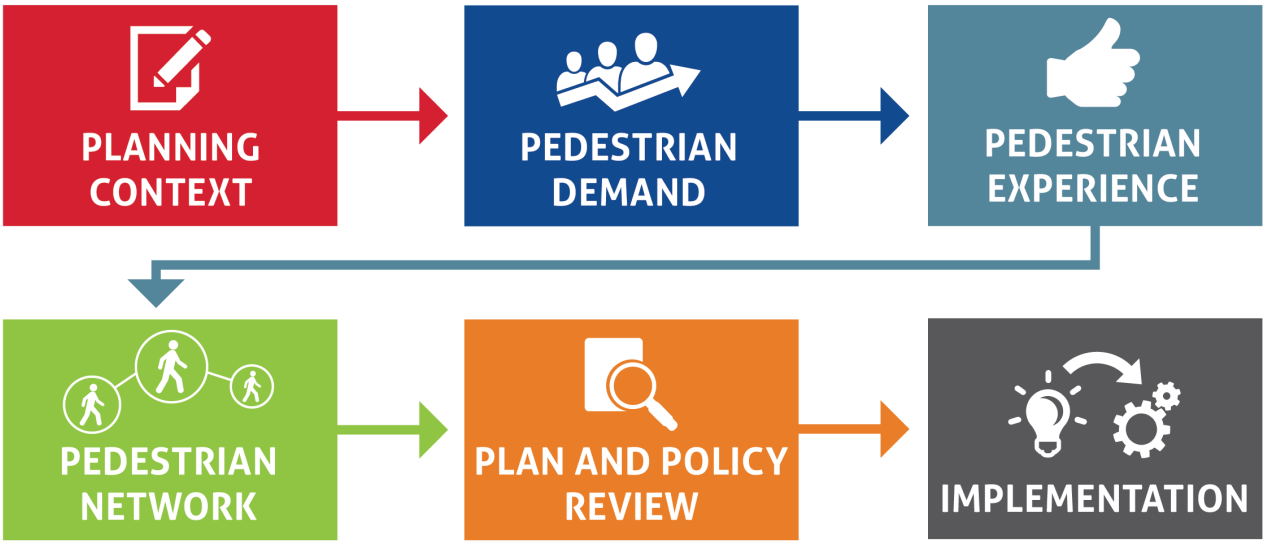 PLANNING
CONTEXT
PEDESTRIAN
DEMAND
PEDESTRIAN
EXPERIENCE
PEDESTRIAN
NETWORK
PLAN AND POLICY
REVIEW
IMPLEMENTATION